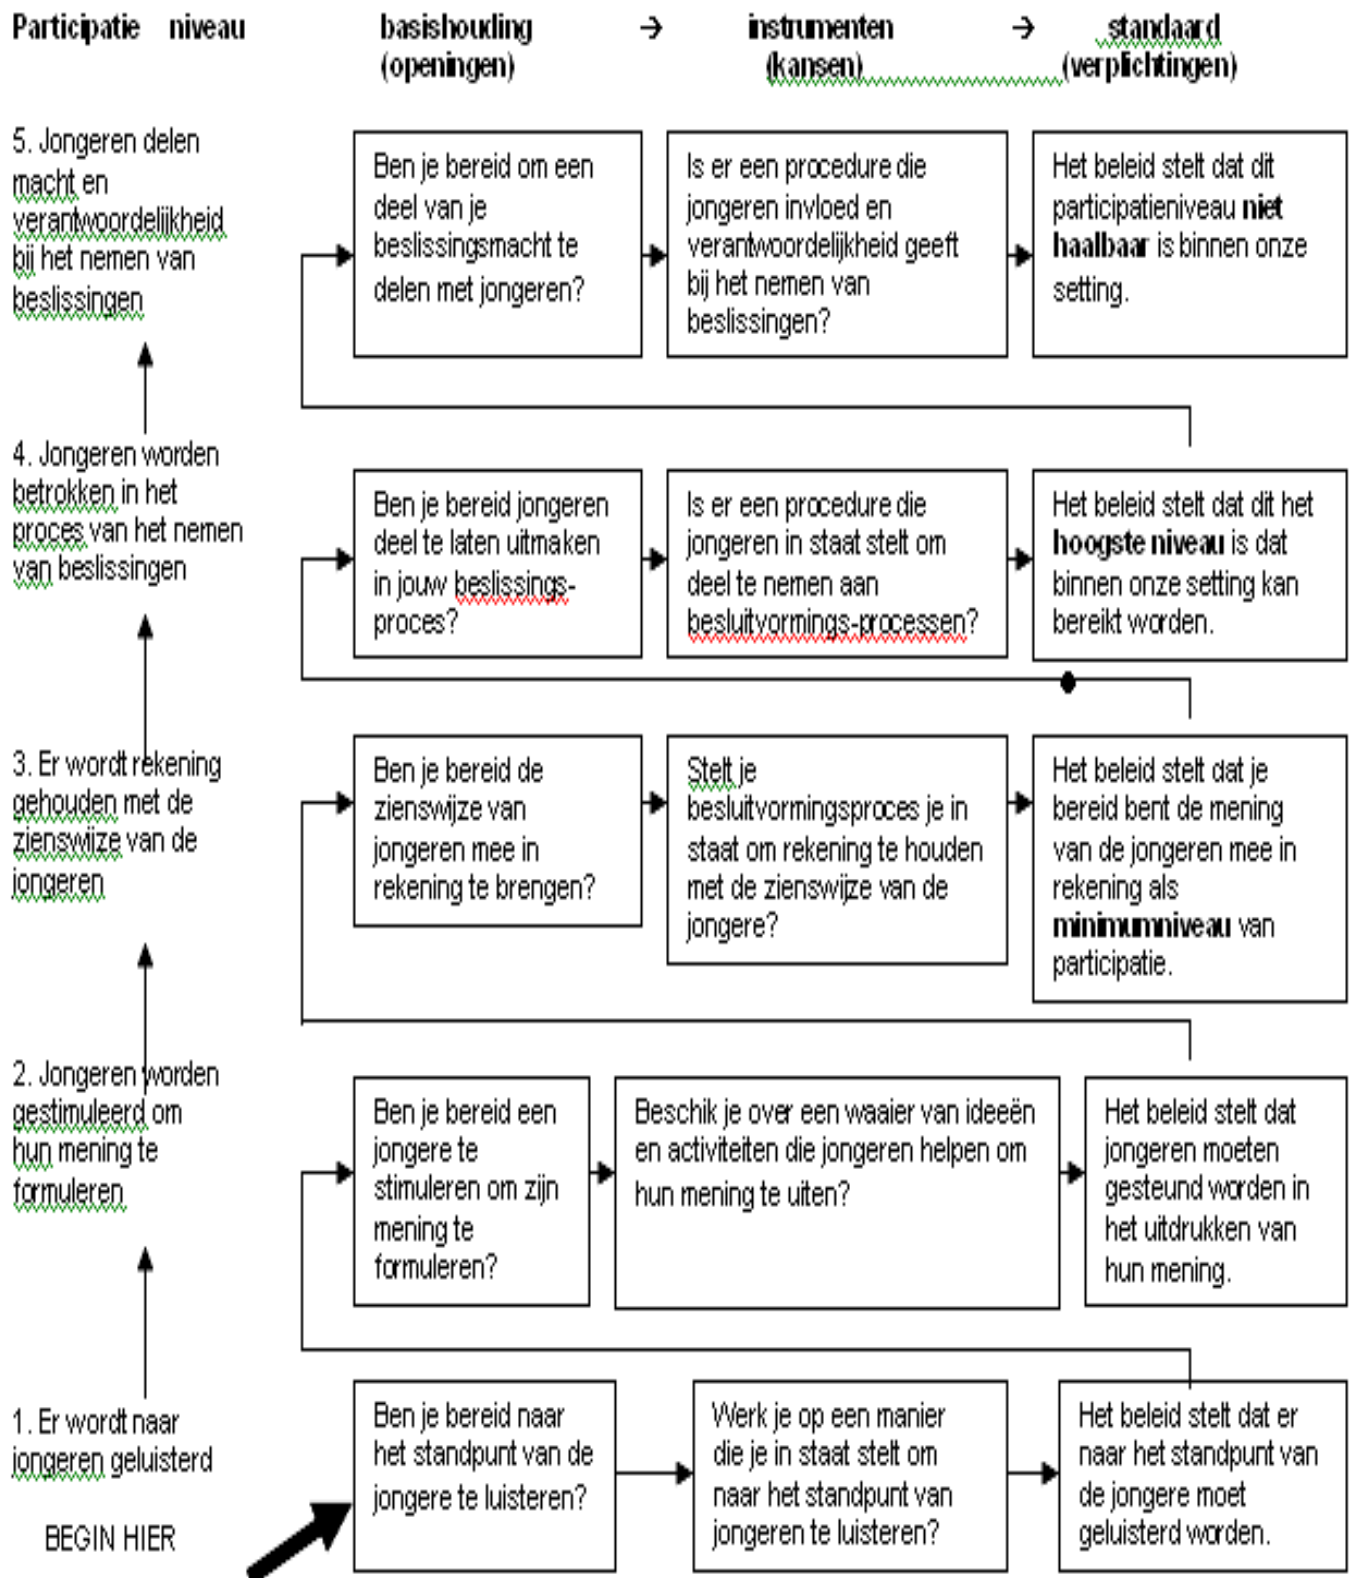 Participatie niveau basishouding → instrumenten → standaard
(openingen) (kansen) (verplichtingen)
5. Jongeren delen
macht en
verantwoordelijkheid
bij het nemen van
beslissingen
Ben je bereid om een
deel van je
beslissingsmacht te
delen met jongeren?
Is er een procedure die
jongeren invloed en
verantwoordelijkheid geeft
bij het nemen van
beslissingen?
Het beleid stelt dat dit
participatieniveau niet
haalbaar is binnen onze
setting.
4. Jongeren worden
betrokken in het
proces van het nemen
van beslissingen
Ben je bereid jongeren
deel te laten uitmaken
in jouw beslissings-
proces?
Is er een procedure die
jongeren in staat stelt om
deel te nemen aan
besluitvormings-processen?
Het beleid stelt dat dit het
hoogste niveau is dat
binnen onze setting kan
bereikt worden.
3. Er wordt rekening
gehouden met de
zienswijze van de
jongeren
Ben je bereid de
zienswijze van
jongeren mee in
rekening te brengen?
Stelt je
besluitvormingsproces je in
staat om rekening te houden
met de zienswijze van de
jongere?
Het beleid stelt dat je
bereid bent de mening
van de jongeren mee in
rekening als
minimumniveau van
participatie.
2. Jongeren worden
gestimuleerd om
hun mening te
formuleren
Ben je bereid een
jongere te
stimuleren om zijn
mening te
formuleren?
Beschik je over een waaier van ideeën
en activiteiten die jongeren helpen om
hun mening te uiten?
Het beleid stelt dat
jongeren moeten
gesteund worden in
het uitdrukken van
hun mening.
1. Er wordt naar
jongeren geluisterd
BEGIN HIER
Ben je bereid naar
het standpunt van de
jongere te luisteren?
Werk je op een manier
die je in staat stelt om
naar het standpunt van
jongeren te luisteren?
Het beleid stelt dat er
naar het standpunt van
de jongere moet
geluisterd worden.